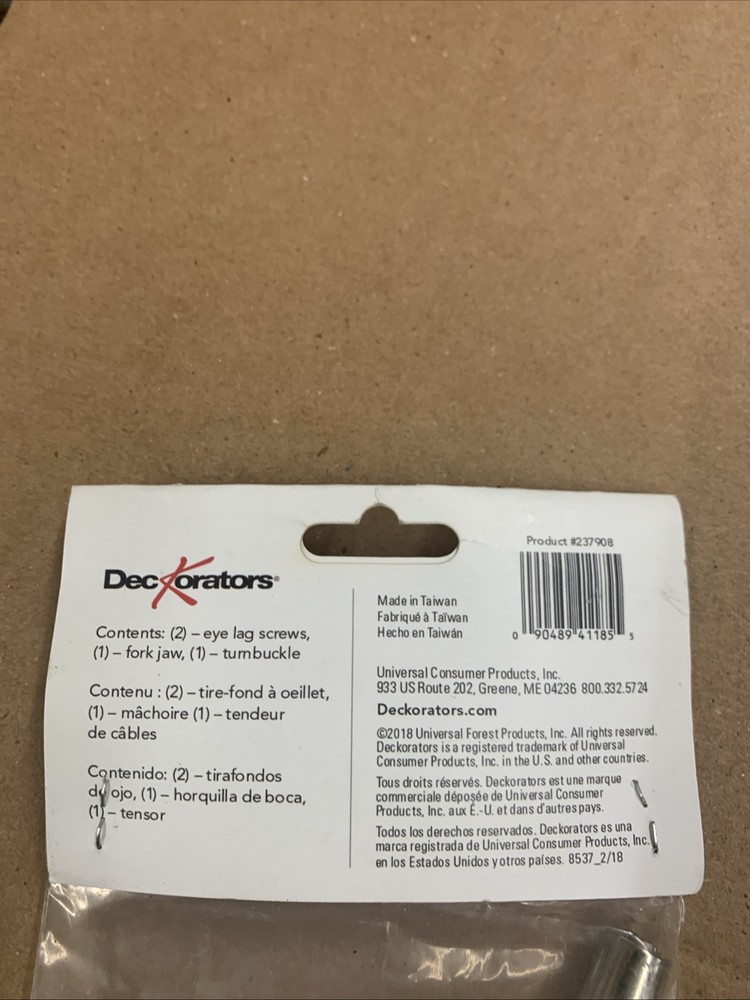 Deckorators®
Contents: (2) – eye lag screws,
(1) – fork jaw, (1) – turnbuckle
Contenu : (2) – tire-fond à oeillet,
(1) – mâchoire (1) – tendeur
de câbles
Contenido: (2) – tirafondos
ojo, (1) – horquilla de boca,
(1) – tensor
Made in Taiwan
Fabriqué à Taïwan
Hecho en Taiwán
Product #237908
0 90489 41185 5
Universal Consumer Products, Inc.
933 US Route 202, Greene, ME 04236 800.332.5724
Deckorators.com
©2018 Universal Forest Products, Inc. All rights reserved.
Deckorators is a registered trademark of Universal
Consumer Products, Inc. in the U.S. and other countries.
Tous droits réservés. Deckorators est une marque
commerciale déposée de Universal Consumer
Products, Inc. aux É.-U. et dans d'autres pays.
Todos los derechos reservados. Deckorators es una
marca registrada de Universal Consumer Products, Inc.
en los Estados Unidos y otros países. 8537_2/18